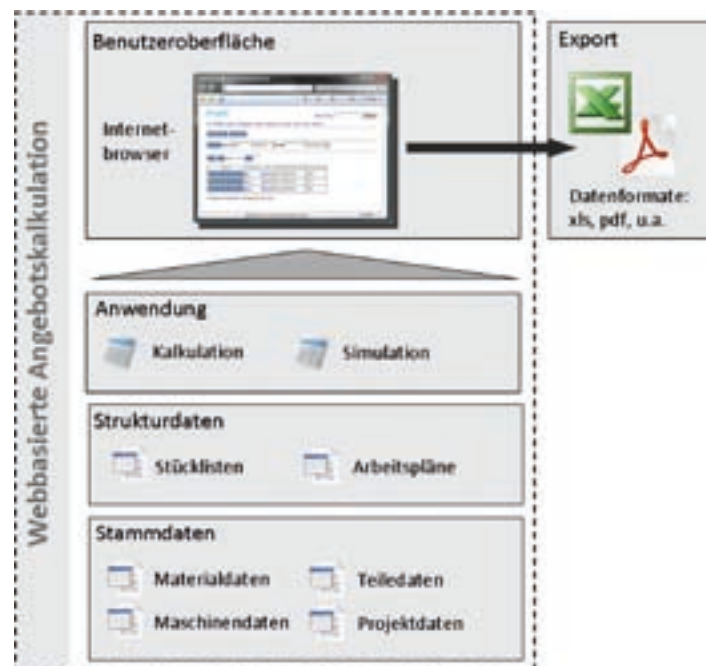 Webbasierte Angebotskalkulation
Benutzeroberfläche
Internet-
browser
Export
Datenformate:
xls, pdf, u.a.
Anwendung
Kalkulation
Simulation
Strukturdaten
Stücklisten
Arbeitspläne
Stammdaten
Materialdaten
Teiledaten
Maschinendaten
Projektdaten